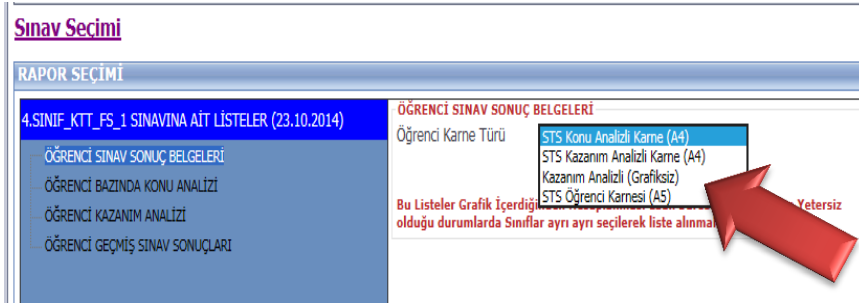 Sınav Seçimi
RAPOR SEÇİMİ
4.SINIF_KTT_FS_1 SINAVINA AİT LİSTELER (23.10.2014)
ÖĞRENCİ SINAV SONUÇ BELGELERİ
ÖĞRENCİ BAZINDA KONU ANALİZİ
ÖĞRENCİ KAZANIM ANALİZİ
ÖĞRENCİ GEÇMİŞ SINAV SONUÇLARI
ÖĞRENCİ SINAV SONUÇ BELGELERİ
Öğrenci Karne Türü
STS Konu Analizli Karne (A4)
STS Kazanım Analizli Karne (A4)
Kazanım Analizli (Grafiksiz)
STS Öğrenci Karnesi (A5)
Bu Listeler Grafik Yetersiz
olduğu durumlarda Sınıflar ayrı ayrı seçilerek liste